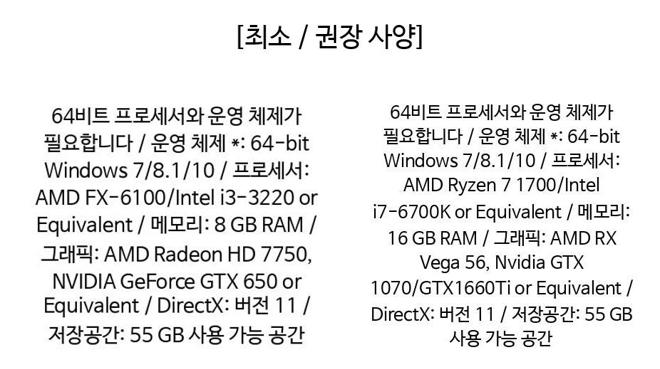 [최소 / 권장 사양]
64비트 프로세서와 운영 체제가
필요합니다 / 운영 체제 *: 64-bit
Windows 7/8.1/10 / 프로세서:
AMD FX-6100/Intel i3-3220 or
Equivalent / 메모리: 8 GB RAM /
그래픽: AMD Radeon HD 7750,
NVIDIA GeForce GTX 650 or
Equivalent / DirectX: 버전 11 /
저장공간: 55 GB 사용 가능 공간
64비트 프로세서와 운영 체제가
필요합니다 / 운영 체제 *: 64-bit
Windows 7/8.1/10 / 프로세서:
AMD Ryzen 7 1700/Intel
i7-6700K or Equivalent / 메모리:
16 GB RAM / 그래픽: AMD RX
Vega 56, Nvidia GTX
1070/GTX1660Ti or Equivalent /
DirectX: 버전 11 / 저장공간: 55 GB
사용 가능 공간